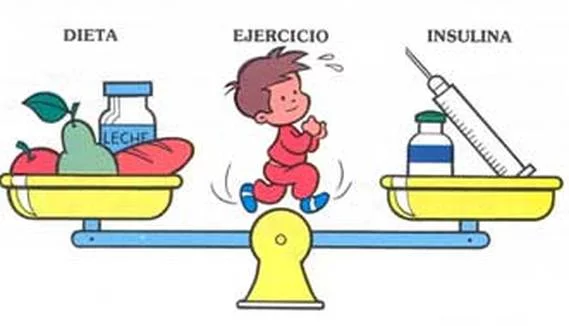 DIETA
EJERCICIO
INSULINA
LECHE